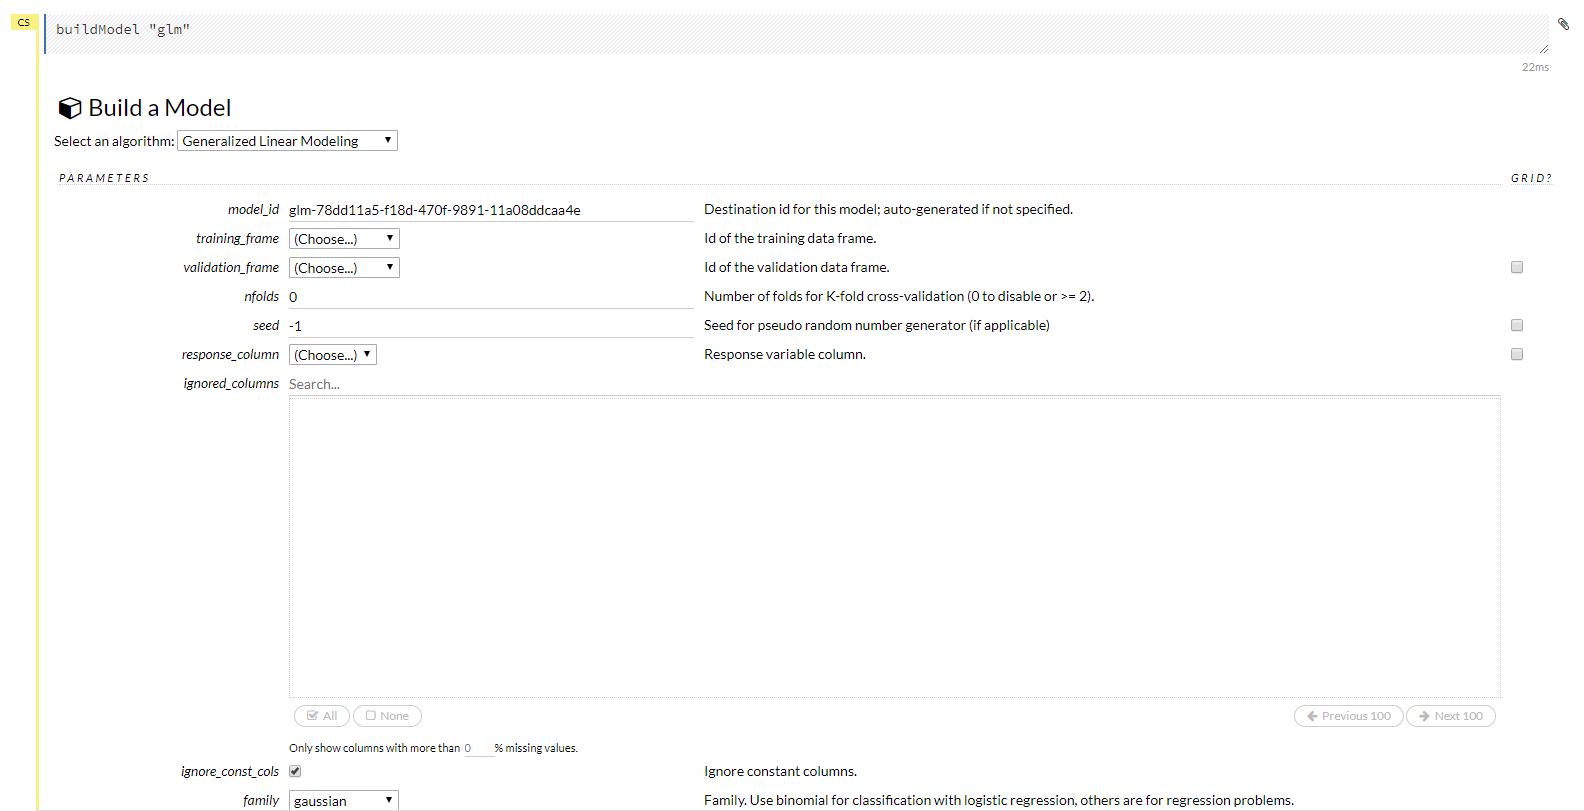 CS
buildModel "glm"
22ms
Build a Model
Select an algorithm: Generalized Linear Modeling
PARAMETERS GRID?
model_id glm-78dd11a5-f18d-470f-9891-11a08ddcaa4e Destination id for this model; auto-generated if not specified.
training_frame (Choose...) Id of the training data frame.
validation_frame (Choose...) Id of the validation data frame.
nfolds 0 Number of folds for K-fold cross-validation (0 to disable or >= 2).
seed -1 Seed for pseudo random number generator (if applicable)
response_column (Choose...) Response variable column.
ignored_columns Search...
All None Previous 100 Next 100
Only show columns with more than 0 % missing values.
ignore_const_cols Ignore constant columns.
family gaussian Family. Use binomial for classification with logistic regression, others are for regression problems.